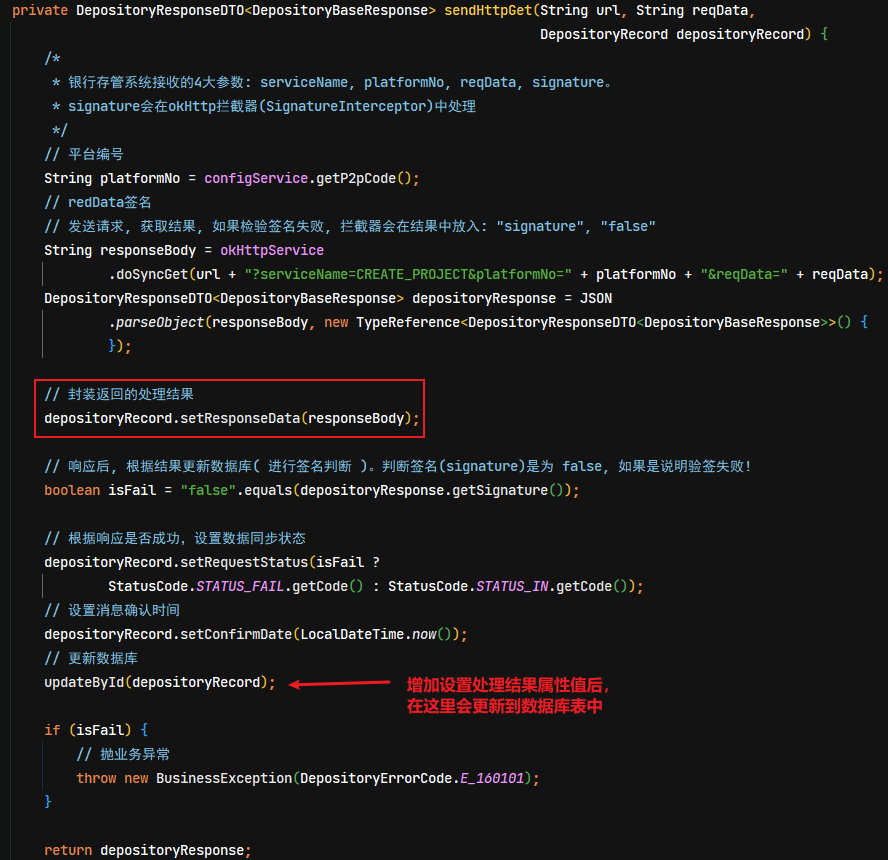 private DepositoryResponseDTO<DepositoryBaseResponse> sendHttpGet(String url, String reqData,
DepositoryRecord depositoryRecord) {
/*
* 银行存管系统接收的4大参数: serviceName, platformNo, reqData, signature。
* signature会在okHttp拦截器(SignatureInterceptor)中处理
*/
// 平台编号
String platformNo = configService.getP2pCode();
// redData签名
// 发送请求, 获取结果, 如果检验签名失败, 拦截器会在结果中放入: "signature", "false"
String responseBody = okHttpService
.doSyncGet(url + "?serviceName=CREATE_PROJECT&platformNo=" + platformNo + "&reqData=" + reqData);
DepositoryResponseDTO<DepositoryBaseResponse> depositoryResponse = JSON
.parseObject(responseBody, new TypeReference<DepositoryResponseDTO<DepositoryBaseResponse>>() {
});
// 封装返回的处理结果
depositoryRecord.setResponseData(responseBody);
// 响应后, 根据结果更新数据库( 进行签名判断 )。判断签名(signature)是为 false, 如果是说明验签失败!
boolean isFail = "false".equals(depositoryResponse.getSignature());
// 根据响应是否成功, 设置数据同步状态
depositoryRecord.setRequestStatus(isFail ?
StatusCode.STATUS_FAIL.getCode() : StatusCode.STATUS_IN.getCode());
// 设置消息确认时间
depositoryRecord.setConfirmDate(LocalDateTime.now());
// 更新数据库
updateById(depositoryRecord);
增加设置处理结果属性值后，
在这里会更新到数据库表中
if (isFail) {
// 抛业务异常
throw new BusinessException(DepositoryErrorCode.E_160101);
}
return depositoryResponse;